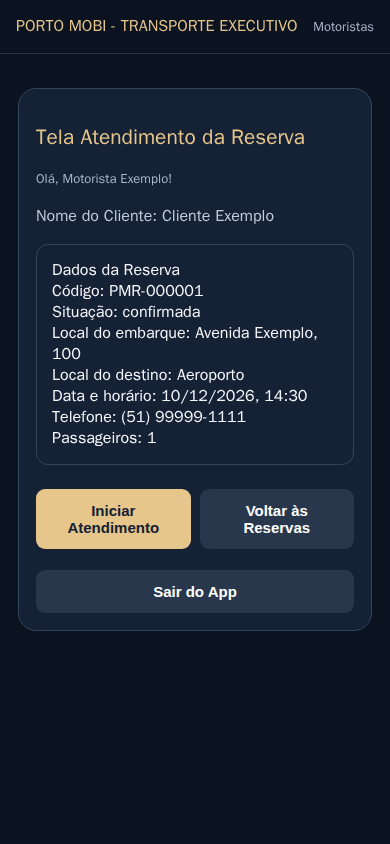 PORTO MOBI - TRANSPORTE EXECUTIVO
Motoristas
Tela Atendimento da Reserva
Olá, Motorista Exemplo!
Nome do Cliente: Cliente Exemplo
Dados da Reserva
Código: PMR-000001
Situação: confirmada
Local do embarque: Avenida Exemplo,
100
Local do destino: Aeroporto
Data e horário: 10/12/2026, 14:30
Telefone: (51) 99999-1111
Passageiros: 1
Iniciar
Atendimento
Voltar às
Reservas
Sair do App